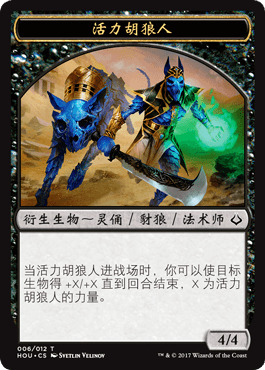 活力胡狼人
衍生生物～灵俑 / 豺狼 / 法术师
当活力胡狼人进战场时，你可以使目标
生物得 +X/+X 直到回合结束，X 为活力
胡狼人的力量。
4/4
006/012 T
HOU • CS Svetlin Velinov
™ & © 2017 Wizards of the Coast